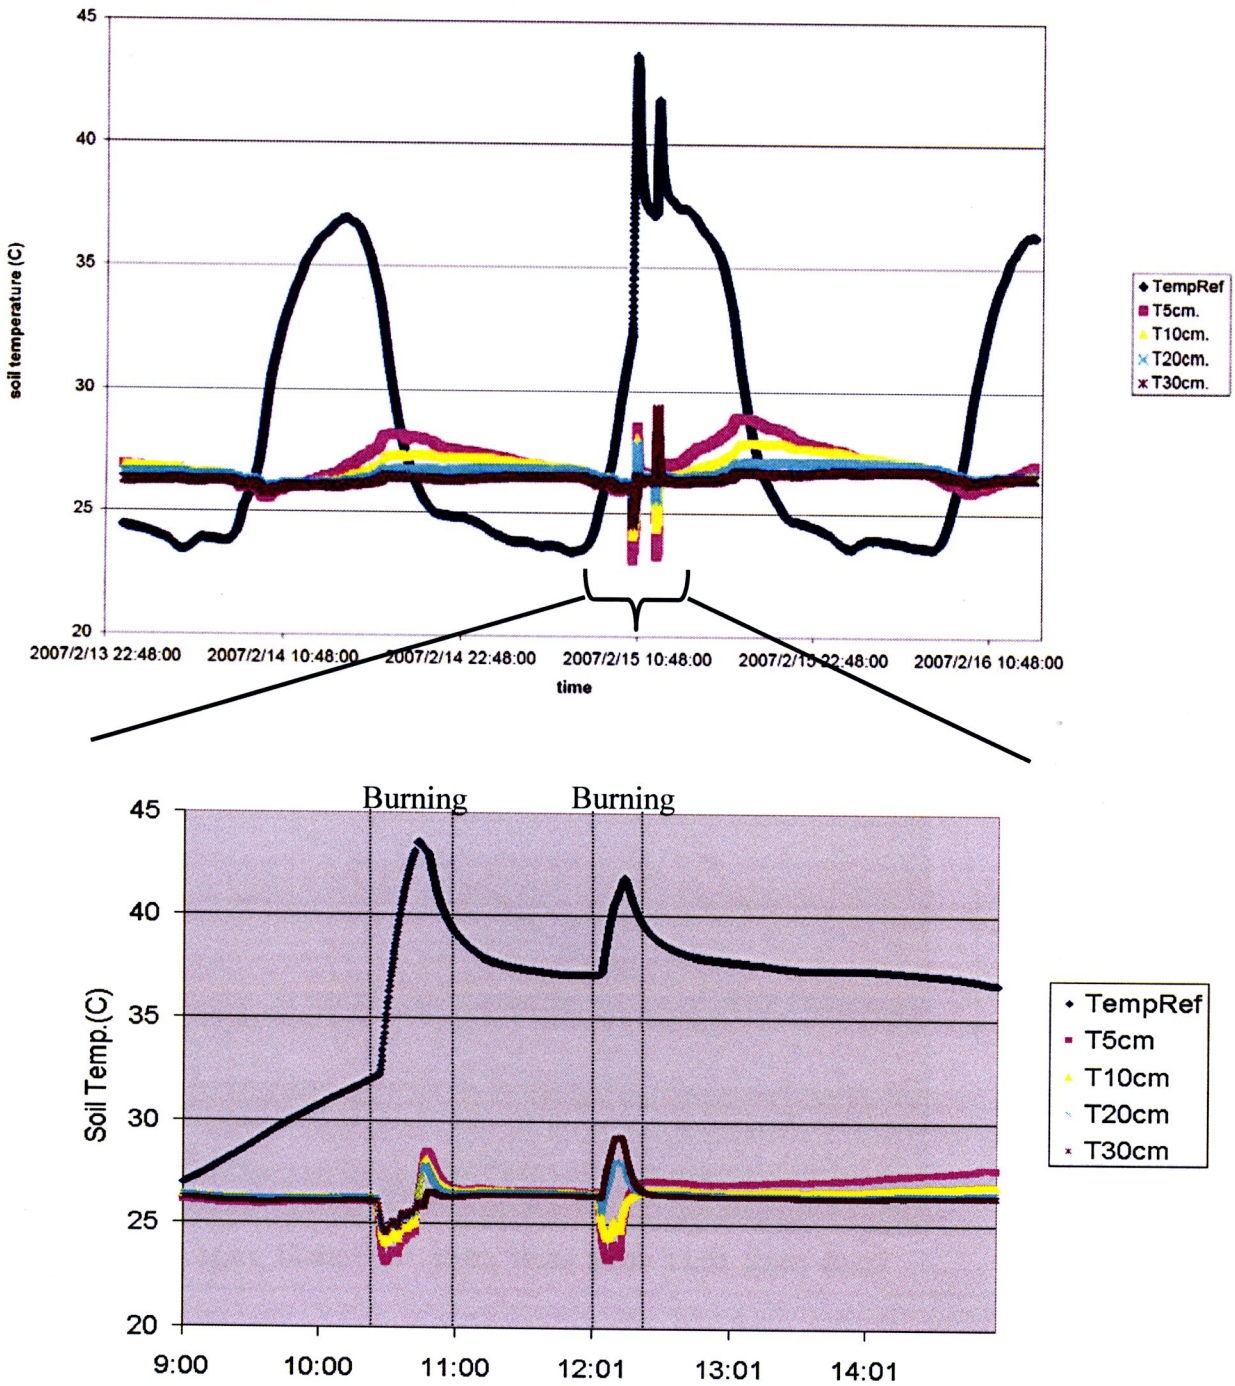 45
40
35
30
25
20
soil temperature (C)
2007/2/13 22:48:00 2007/2/14 10:48:00 2007/2/14 22:48:00 2007/2/15 10:48:00 2007/2/15 22:48:00 2007/2/16 10:48:00
time
TempRef
T5cm.
T10cm.
T20cm.
T30cm.
Burning Burning
45
40
35
30
25
20
Soil Temp.(C)
9:00 10:00 11:00 12:01 13:01 14:01
TempRef
T5cm
T10cm
T20cm
T30cm